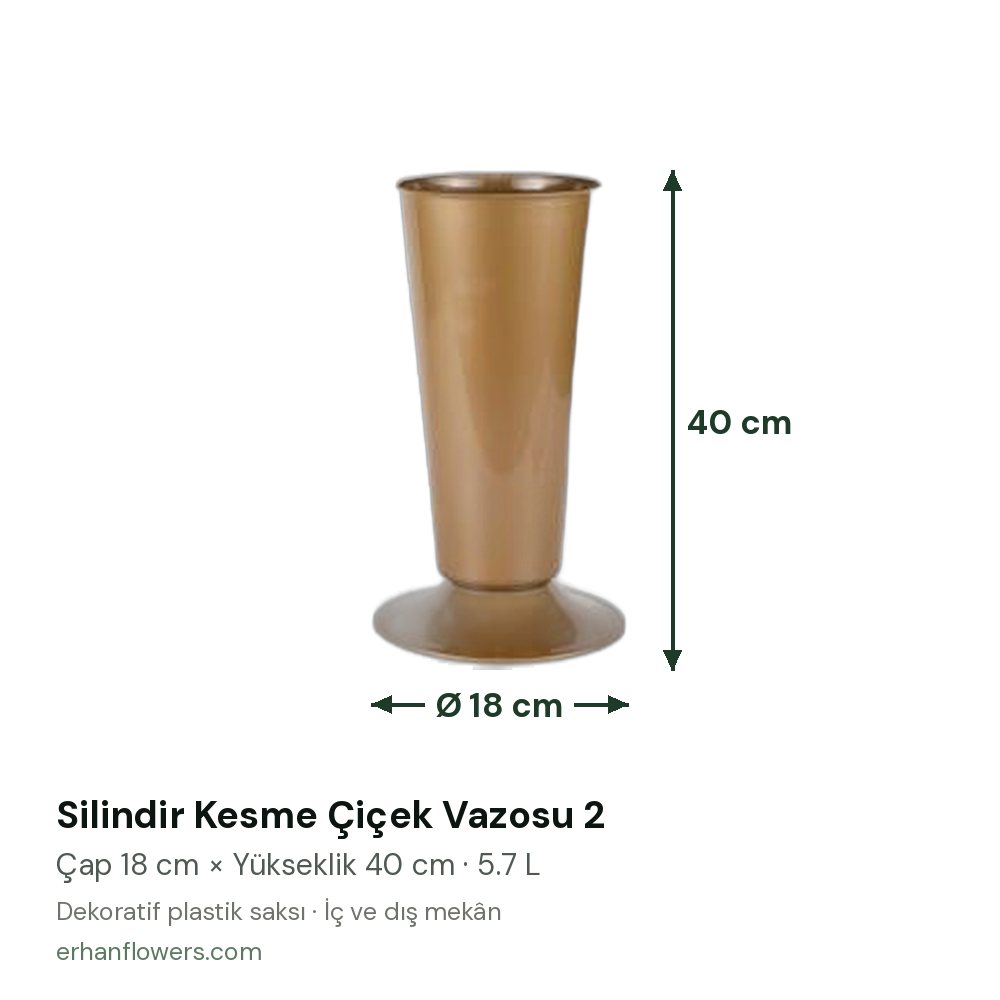 40 cm
Ø 18 cm
Silindir Kesme Çiçek Vazosu 2
Çap 18 cm × Yükseklik 40 cm · 5.7 L
Dekoratif plastik saksı · İç ve dış mekân
erhanflowers.com